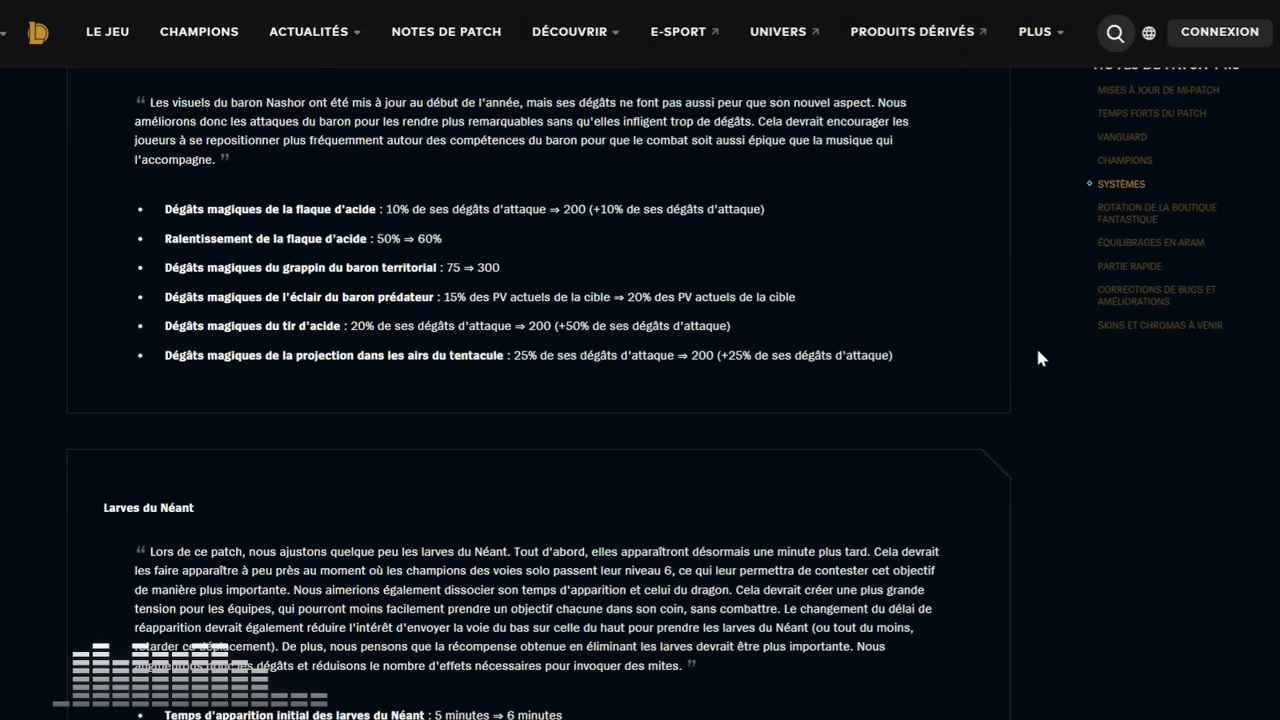 LE JEU CHAMPIONS ACTUALITÉS NOTES DE PATCH DÉCOUVRIR E-SPORT UNIVERS PRODUITS DÉRIVÉS PLUS CONNEXION
“ Les visuels du baron Nashor ont été mis à jour au début de l'année, mais ses dégâts ne font pas aussi peur que son nouvel aspect. Nous
améliorons donc les attaques du baron pour les rendre plus remarquables sans qu'elles infligent trop de dégâts. Cela devrait encourager les
joueurs à se repositionner plus fréquemment autour des compétences du baron pour que le combat soit aussi épique que la musique qui
l'accompagne. ”
• Dégâts magiques de la flaque d'acide : 10% de ses dégâts d'attaque ⇒ 200 (+10% de ses dégâts d'attaque)
• Ralentissement de la flaque d'acide : 50% ⇒ 60%
• Dégâts magiques du grappin du baron territorial : 75 ⇒ 300
• Dégâts magiques de l'éclair du baron prédateur : 15% des PV actuels de la cible ⇒ 20% des PV actuels de la cible
• Dégâts magiques du tir d'acide : 20% de ses dégâts d'attaque ⇒ 200 (+50% de ses dégâts d'attaque)
• Dégâts magiques de la projection dans les airs du tentacule : 25% de ses dégâts d'attaque ⇒ 200 (+25% de ses dégâts d'attaque)
Larves du Néant
“ Lors de ce patch, nous ajustons quelque peu les larves du Néant. Tout d'abord, elles apparaîtront désormais une minute plus tard. Cela devrait
les faire apparaître à peu près au moment où les champions des voies solo passent leur niveau 6, ce qui leur permettra de contester cet objectif
de manière plus importante. Nous aimerions également dissocier son temps d'apparition et celui du dragon. Cela devrait créer une plus grande
tension pour les équipes, qui pourront moins facilement prendre un objectif chacune dans son coin, sans combattre. Le changement du délai de
réapparition devrait également réduire l'intérêt d'envoyer la voie du bas sur celle du haut pour prendre les larves du Néant (ou tout du moins,
retarder ce déplacement). De plus, nous pensons que la récompense obtenue en éliminant les larves devrait être plus importante. Nous
les dégâts et réduisons le nombre d'effets nécessaires pour invoquer des mites. ”
• Temps d'apparition initial des larves du Néant : 5 minutes ⇒ 6 minutes
MISES À JOUR DE MI-PATCH
TEMPS FORTS DU PATCH
VANGUARD
CHAMPIONS
SYSTÈMES
ROTATION DE LA BOUTIQUE
FANTASTIQUE
ÉQUILIBRAGES EN ARAM
PARTIE RAPIDE
CORRECTIONS DE BUGS ET
AMÉLIORATIONS
SKINS ET CHROMAS À VENIR